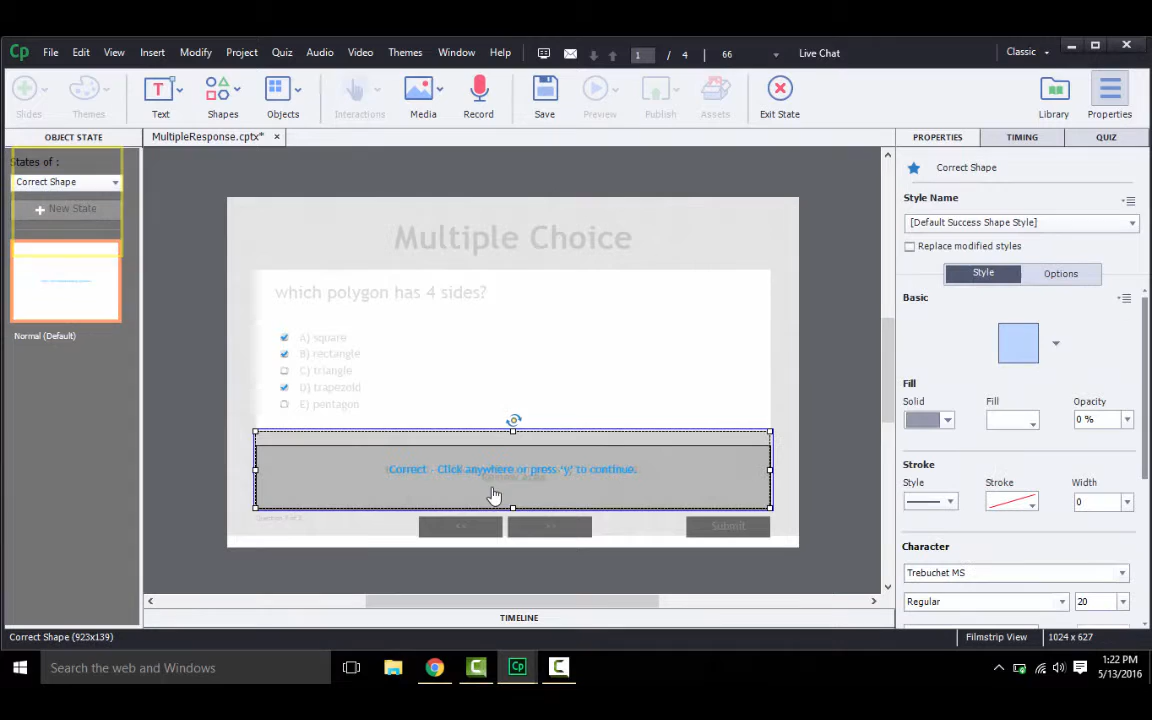 Cp File Edit View Insert Modify Project Quiz Audio Video Themes Window Help 1 / 4 66 Live Chat Classic
Slides Themes Text Shapes Objects Interactions Media Record Save Preview Publish Assets Exit State Library Properties
OBJECT STATE MultipleResponse.cptx* PROPERTIES TIMING QUIZ
States of :
Correct Shape
New State
Normal (Default)
Multiple Choice
which polygon has 4 sides?
A) square
B) rectangle
C) triangle
D) trapezoid
E) pentagon
Correct - Click anywhere or press 'y' to continue.
<< >> Submit
TIMELINE
Correct Shape
Style Name
[Default Success Shape Style]
Replace modified styles
Style Options
Basic
Fill
Solid Fill Opacity
0 %
Stroke
Style Stroke Width
0
Character
Trebuchet MS
Regular 20
Correct Shape (923x139) Filmstrip View 1024 x 627
Search the web and Windows Cp 1:22 PM
5/13/2016